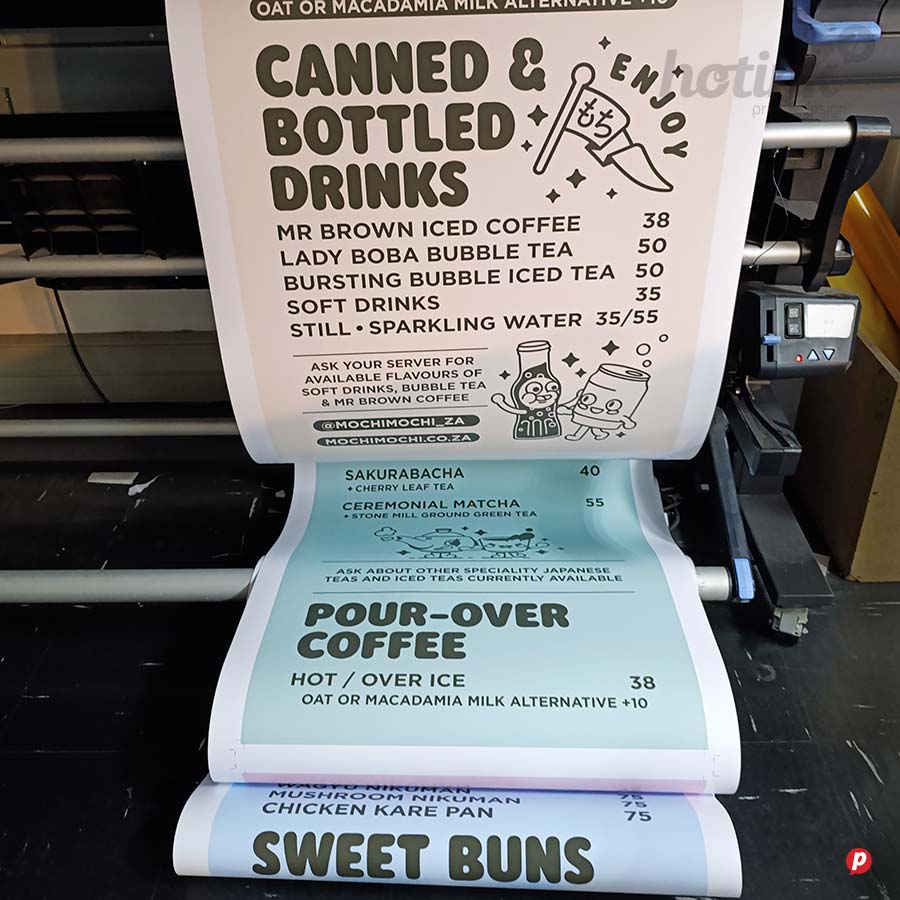 OAT OR MACADAMIA MILK ALTERNATIVE +10
CANNED &
BOTTLED
DRINKS
ENJOY
もち
MR BROWN ICED COFFEE 38
LADY BOBA BUBBLE TEA 50
BURSTING BUBBLE ICED TEA 50
SOFT DRINKS 35
STILL • SPARKLING WATER 35/55
ASK YOUR SERVER FOR
AVAILABLE FLAVOURS OF
SOFT DRINKS, BUBBLE TEA
& MR BROWN COFFEE
@MOCHIMOCHI_ZA
MOCHIMOCHI.CO.ZA
SAKURABACHA 40
+ CHERRY LEAF TEA
CEREMONIAL MATCHA 55
+ STONE MILL GROUND GREEN TEA
ASK ABOUT OTHER SPECIALITY JAPANESE
TEAS AND ICED TEAS CURRENTLY AVAILABLE
POUR-OVER
COFFEE
HOT / OVER ICE 38
OAT OR MACADAMIA MILK ALTERNATIVE +10
WAGYU NIKUMAN 75
MUSHROOM NIKUMAN 75
CHICKEN KARE PAN 75
SWEET BUNS
p